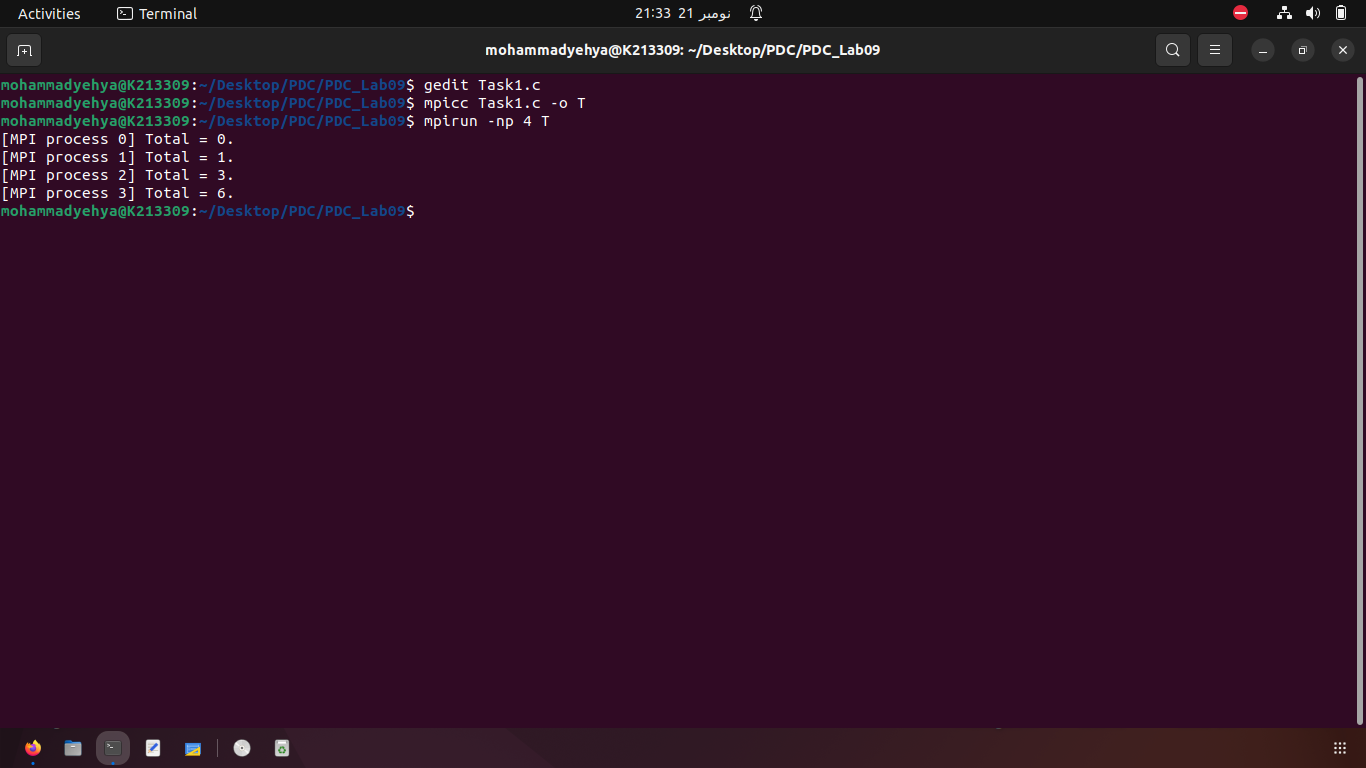 Activities Terminal 21:33 21 نومبر
mohammadyehya@K213309: ~/Desktop/PDC/PDC_Lab09
mohammadyehya@K213309:~/Desktop/PDC/PDC_Lab09$ gedit Task1.c
mohammadyehya@K213309:~/Desktop/PDC/PDC_Lab09$ mpicc Task1.c -o T
mohammadyehya@K213309:~/Desktop/PDC/PDC_Lab09$ mpirun -np 4 T
[MPI process 0] Total = 0.
[MPI process 1] Total = 1.
[MPI process 2] Total = 3.
[MPI process 3] Total = 6.
mohammadyehya@K213309:~/Desktop/PDC/PDC_Lab09$